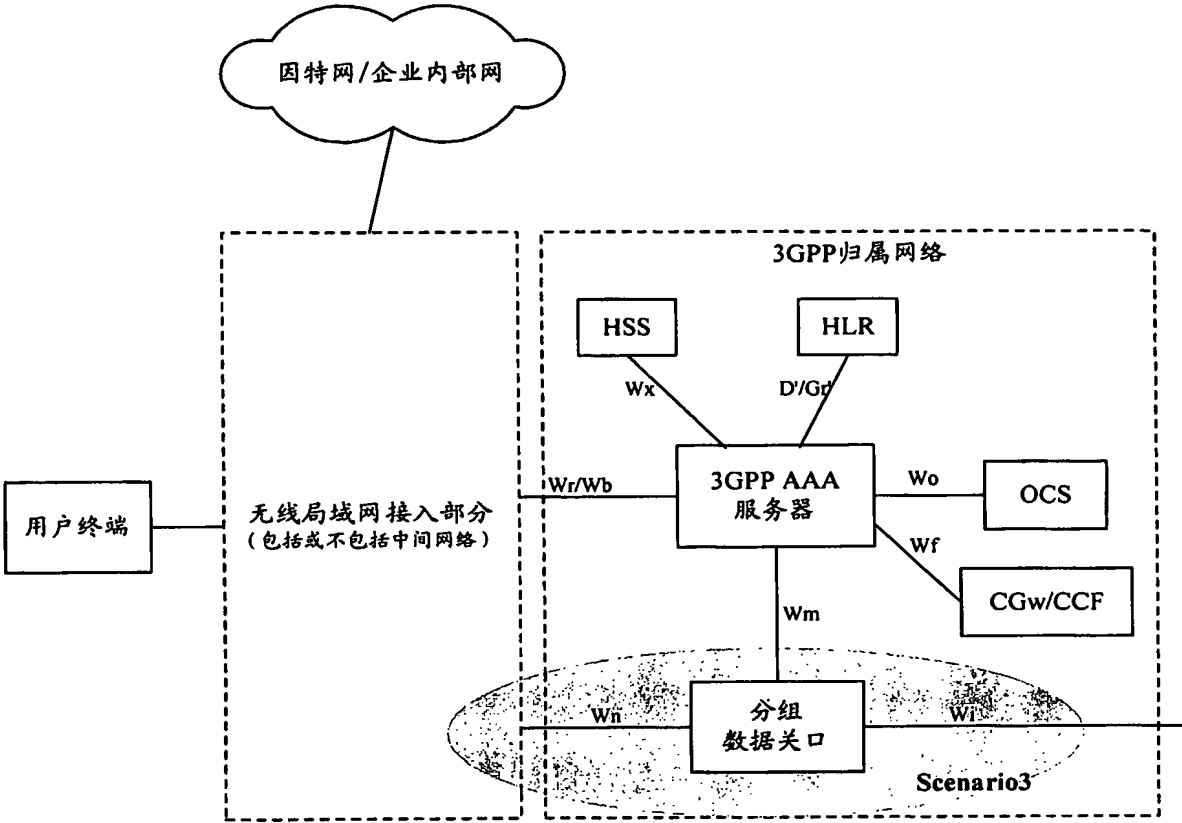 因特网/企业内部网
3GPP归属网络
HSS
HLR
Wx
D'/Gr'
用户终端
无线局域网接入部分
(包括或不包括中间网络)
Wr/Wb
3GPP AAA
服务器
Wo
OCS
Wf
CGw/CCF
Wm
Wn
分组
数据关口
Wi
Scenario3